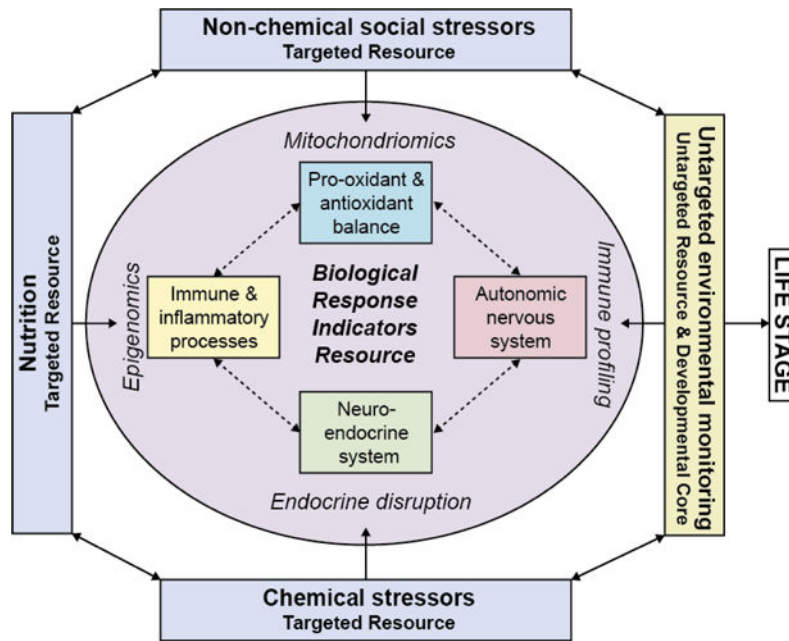 Non-chemical social stressors
Targeted Resource
Mitochondriomics
Pro-oxidant &
antioxidant
balance
Nutrition
Targeted Resource
Epigenomics
Immune &
inflammatory
processes
Biological
Response
Indicators
Resource
Autonomic
nervous
system
Immune profiling
Untargeted environmental monitoring
Untargeted Resource & Developmental Core
LIFE STAGE
Neuro-
endocrine
system
Endocrine disruption
Chemical stressors
Targeted Resource